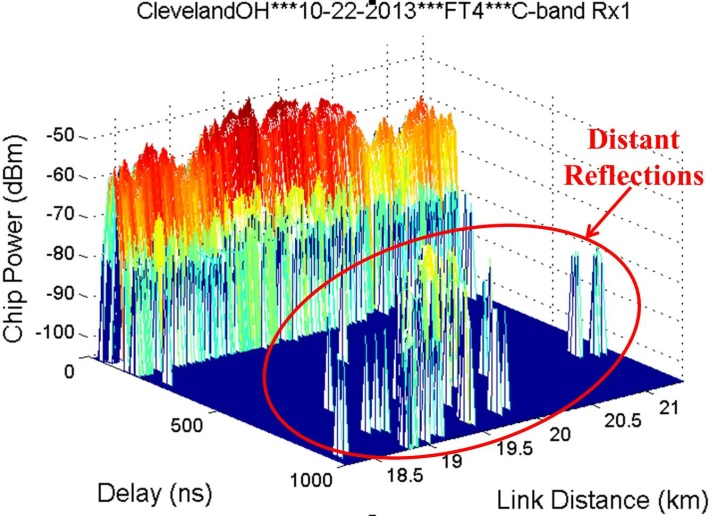 ClevelandOH***10-22-2013***FT4***C-band Rx1
Distant
Reflections
Chip Power (dBm)
-50
-60
-70
-80
-90
-100
0
500
1000
Delay (ns)
18.5
19
19.5
20
20.5
21
Link Distance (km)